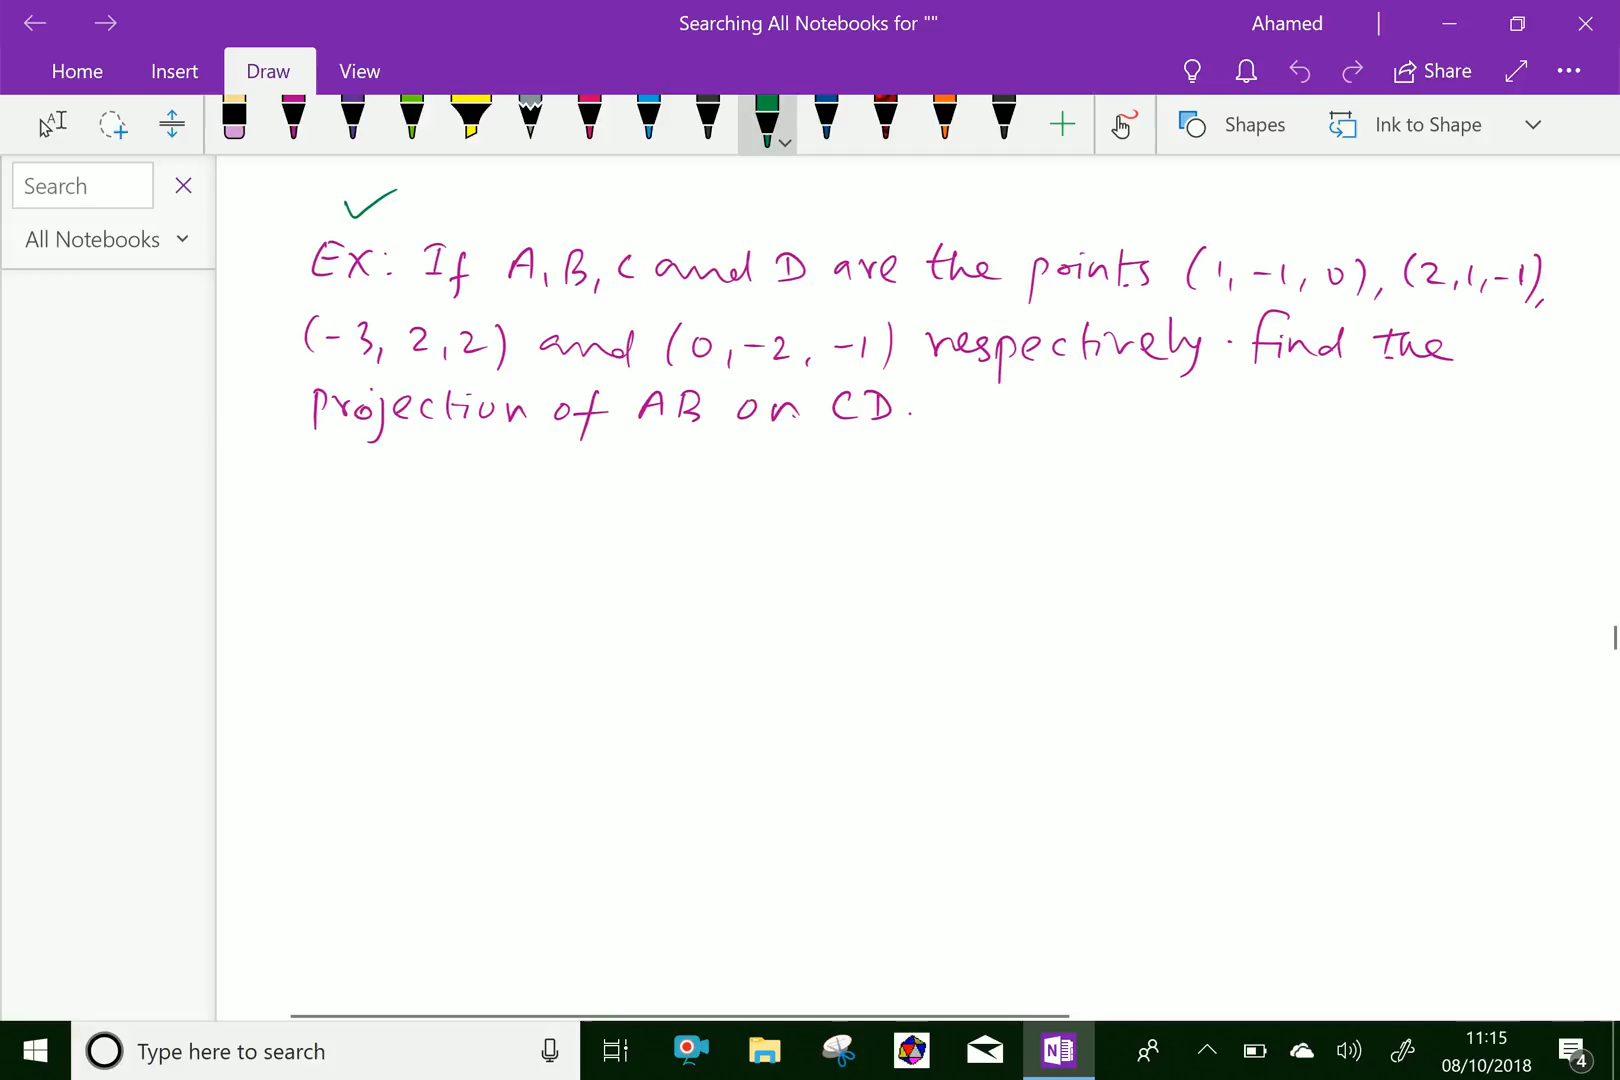 Searching All Notebooks for ""
Ahamed
Home Insert Draw View
Share
Shapes
Ink to Shape
Search
All Notebooks
Ex: If A, B, C and D are the points (1, -1, 0), (2, 1, -1),
(-3, 2, 2) and (0, -2, -1) respectively. Find the
Projection of AB on CD.
Type here to search
11:15
08/10/2018
4